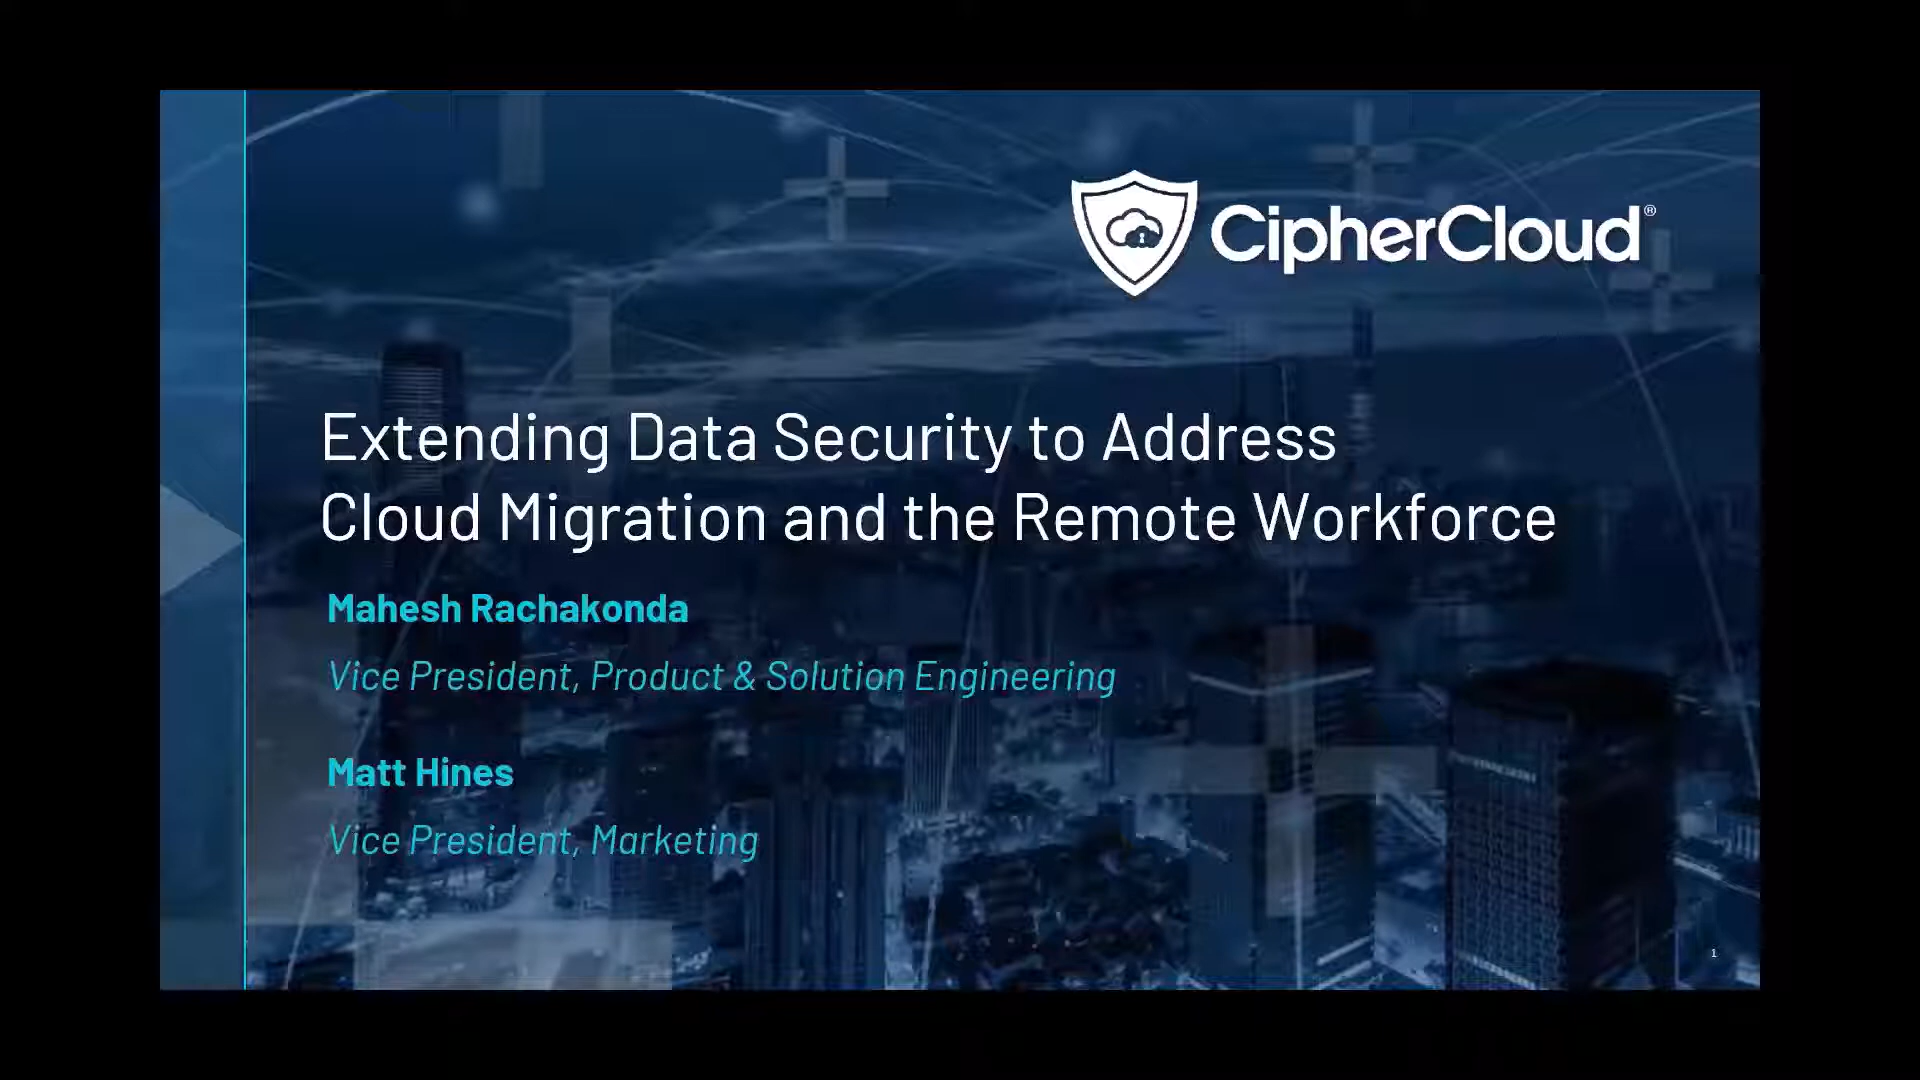 CipherCloud®
Extending Data Security to Address
Cloud Migration and the Remote Workforce
Mahesh Rachakonda
Vice President, Product & Solution Engineering
Matt Hines
Vice President, Marketing
1